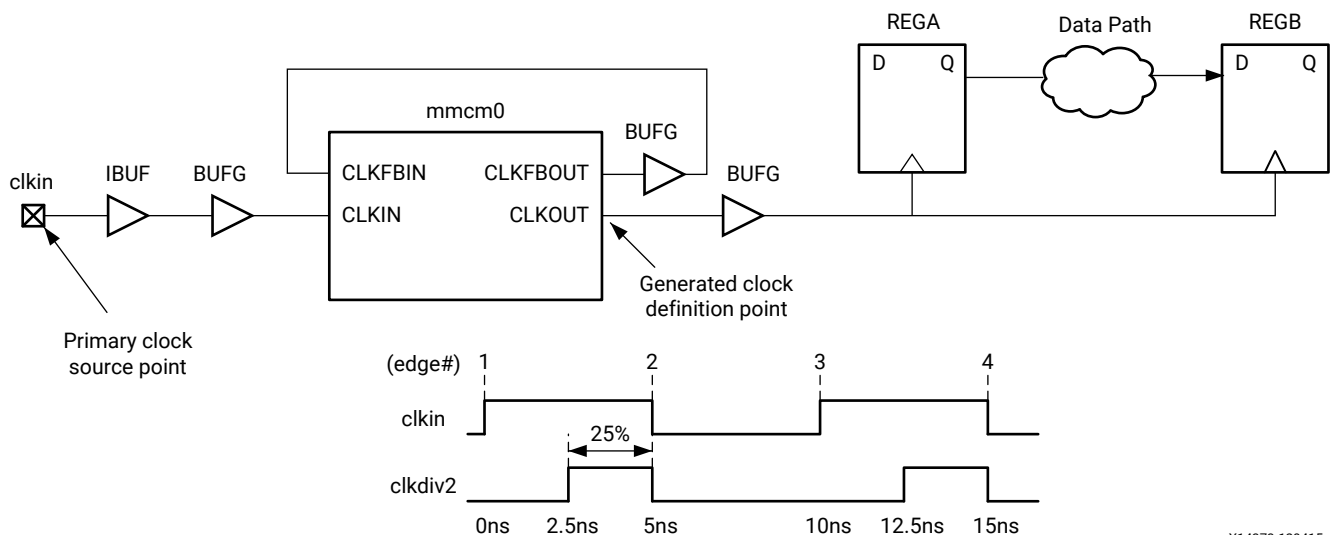 REGA
Data Path
REGB
D
Q
D
Q
mmcm0
BUFG
clkin
IBUF
BUFG
CLKFBIN
CLKFBOUT
BUFG
CLKIN
CLKOUT
Generated clock
definition point
Primary clock
source point
(edge#) 1 2 3 4
clkin
25%
clkdiv2
0ns 2.5ns 5ns 10ns 12.5ns 15ns